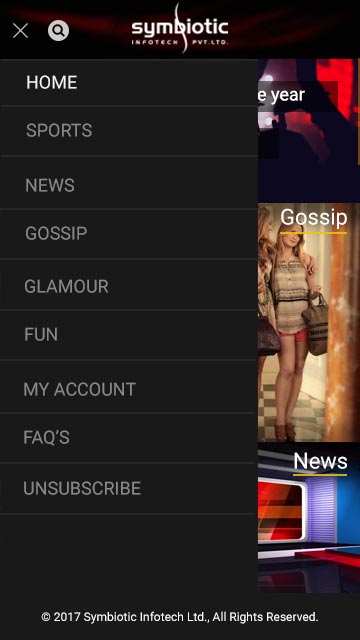 symbiotic
INFOTECH PVT.LTD.
HOME
e year
SPORTS
NEWS
Gossip
GOSSIP
GLAMOUR
FUN
MY ACCOUNT
FAQ'S
News
UNSUBSCRIBE
© 2017 Symbiotic Infotech Ltd., All Rights Reserved.